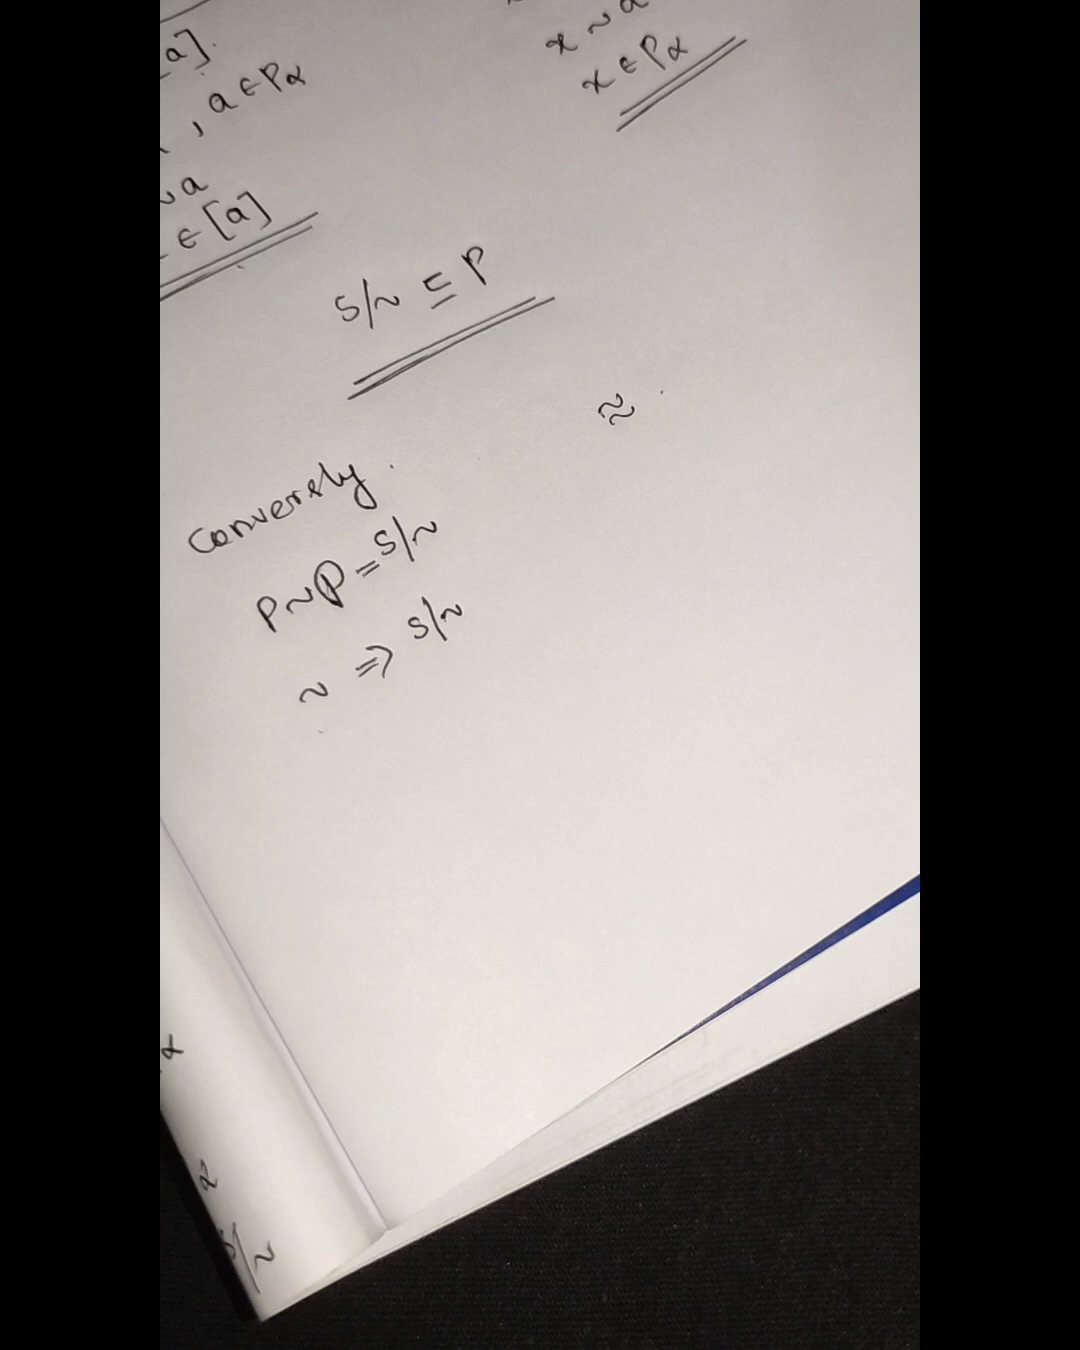 a].
, a ∈ Pα
~a
∈ [a]
x ~ a
x ∈ Pα
S/~ ⊆ P
≈
Conversely.
P ~ P = S/~
~ ⇒ S/~
S/~